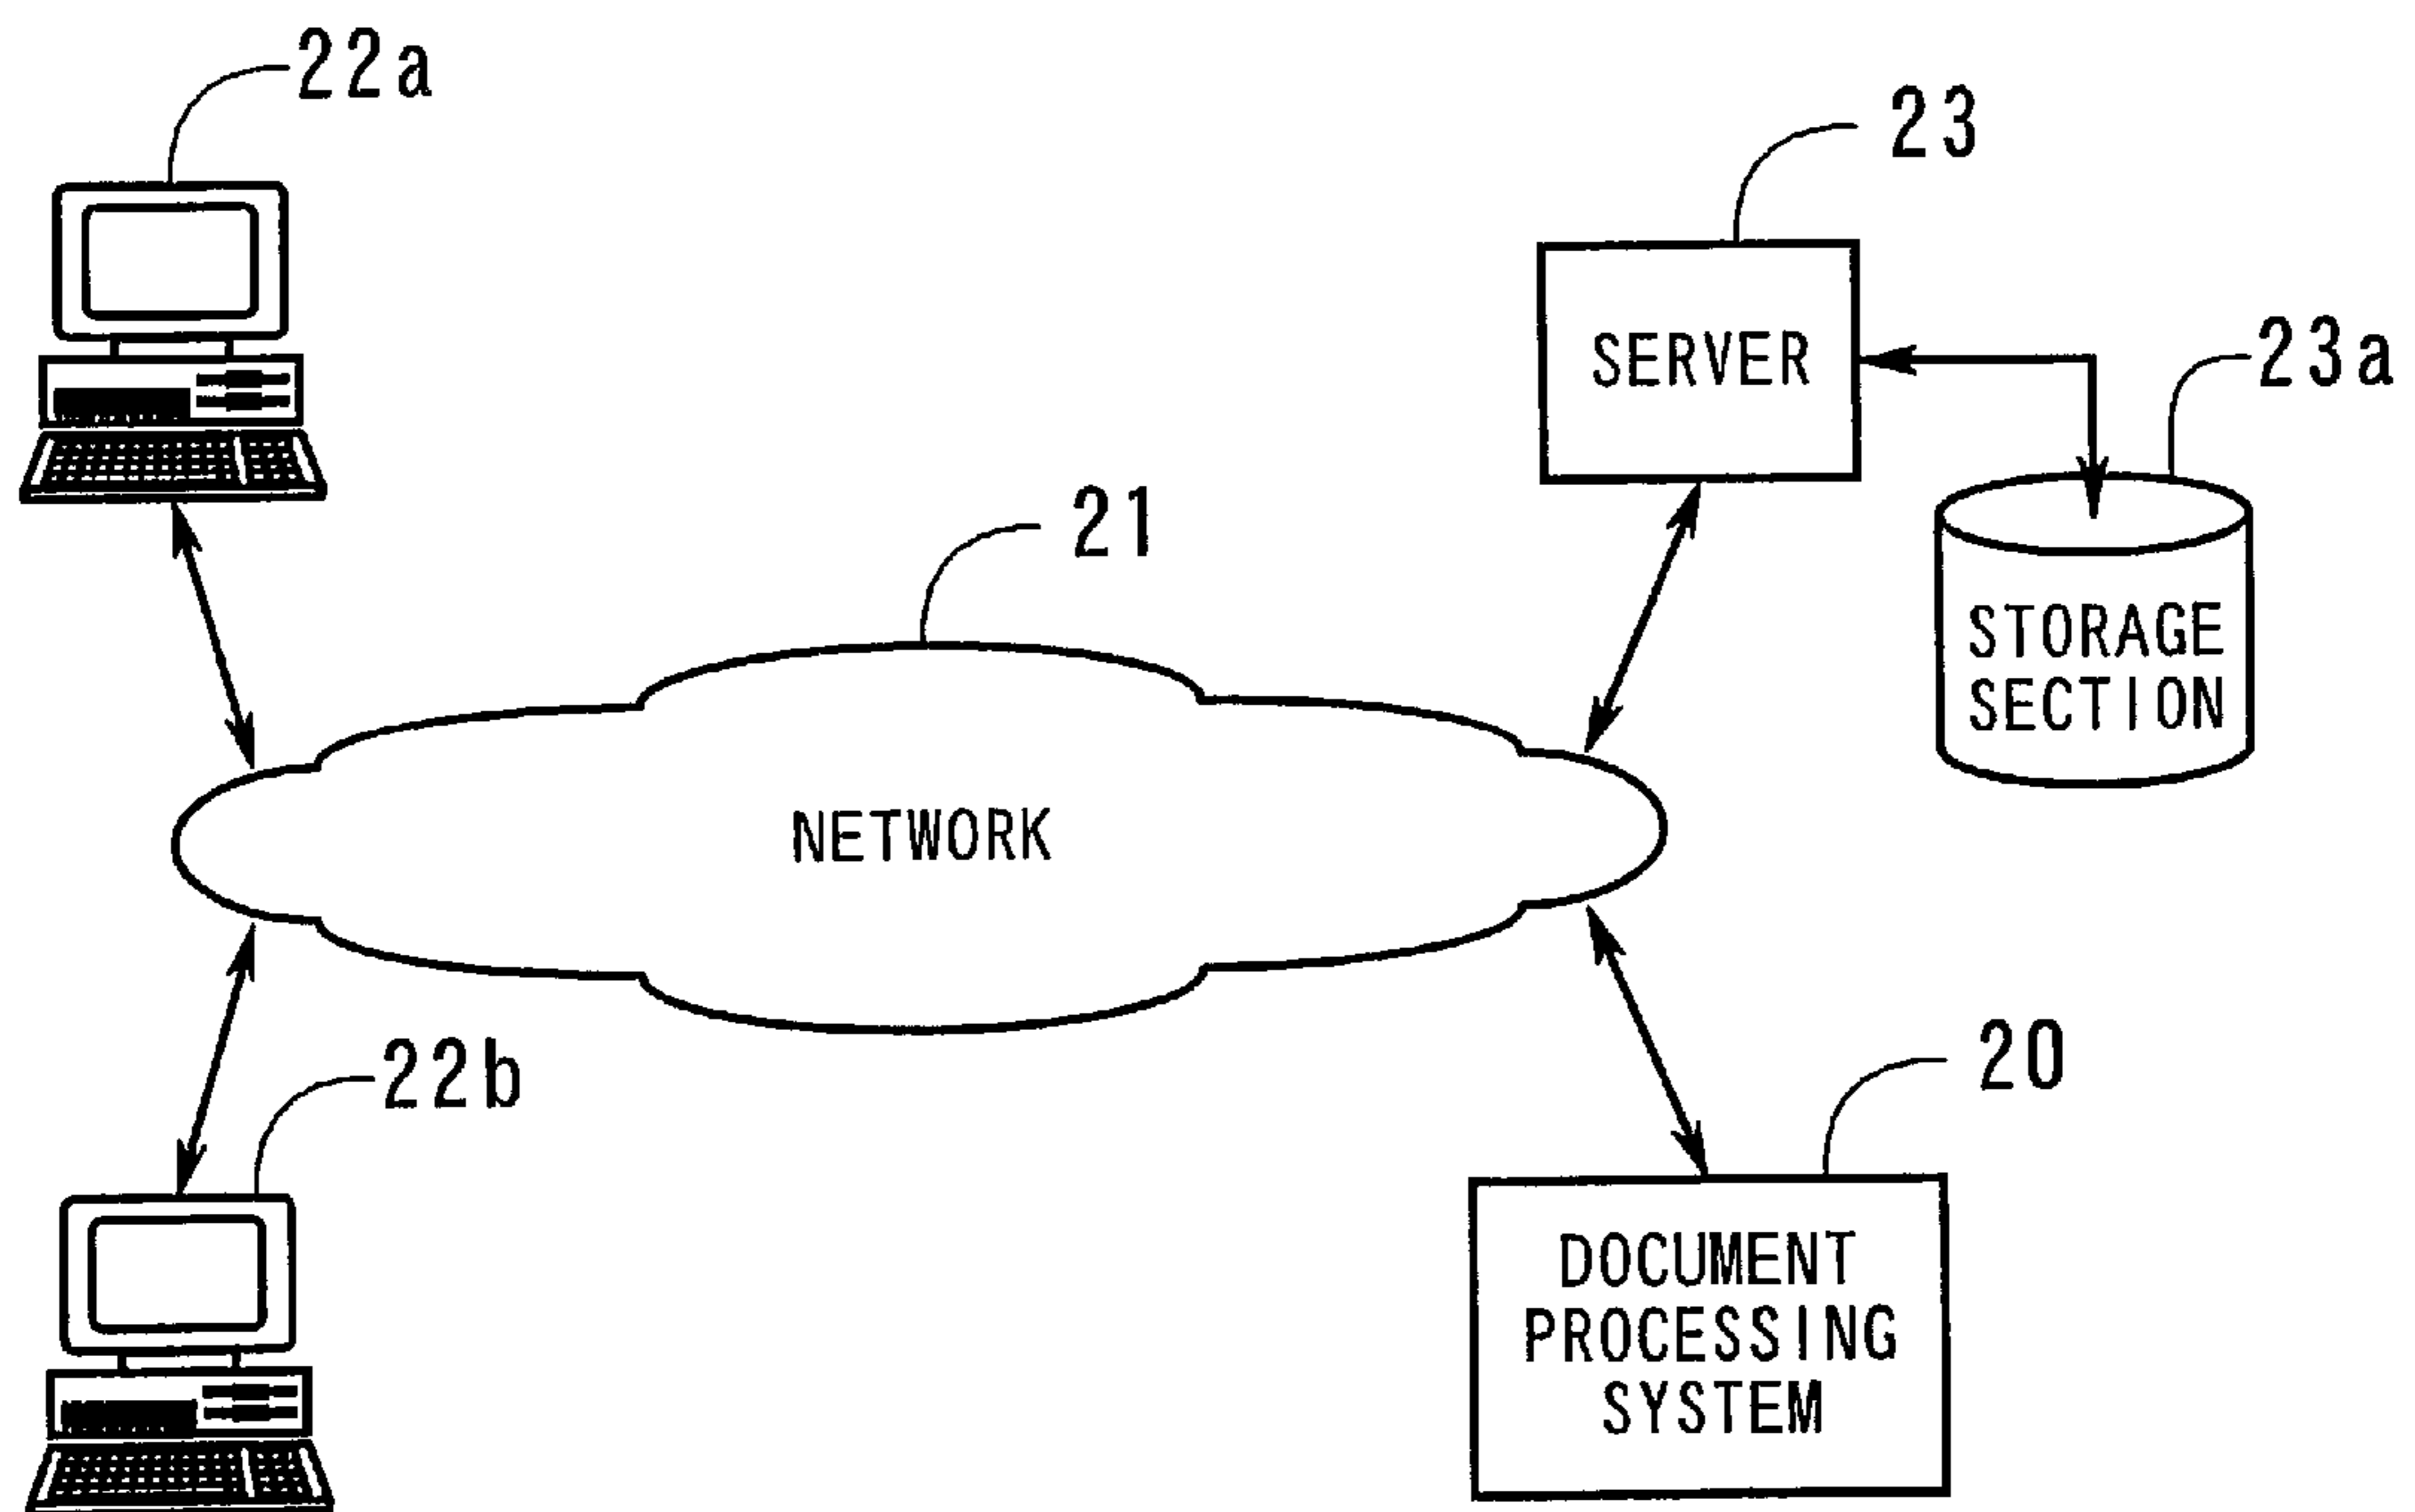 22a
23
SERVER
23a
21
STORAGE
SECTION
NETWORK
22b
20
DOCUMENT
PROCESSING
SYSTEM